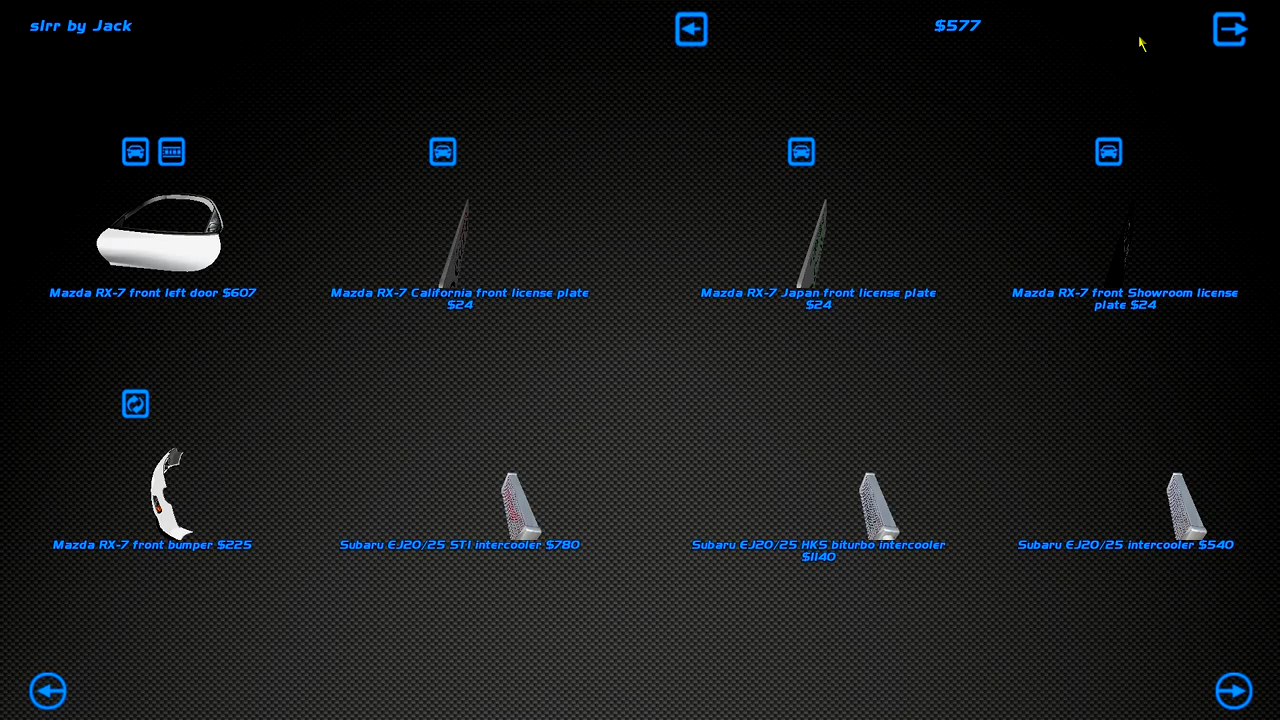 slrr by Jack
$577
Mazda RX-7 front left door $607
Mazda RX-7 California front license plate
$24
Mazda RX-7 Japan front license plate
$24
Mazda RX-7 front Showroom license
plate $24
Mazda RX-7 front bumper $225
Subaru EJ20/25 STI intercooler $780
Subaru EJ20/25 HKS biturbo intercooler
$1140
Subaru EJ20/25 intercooler $540